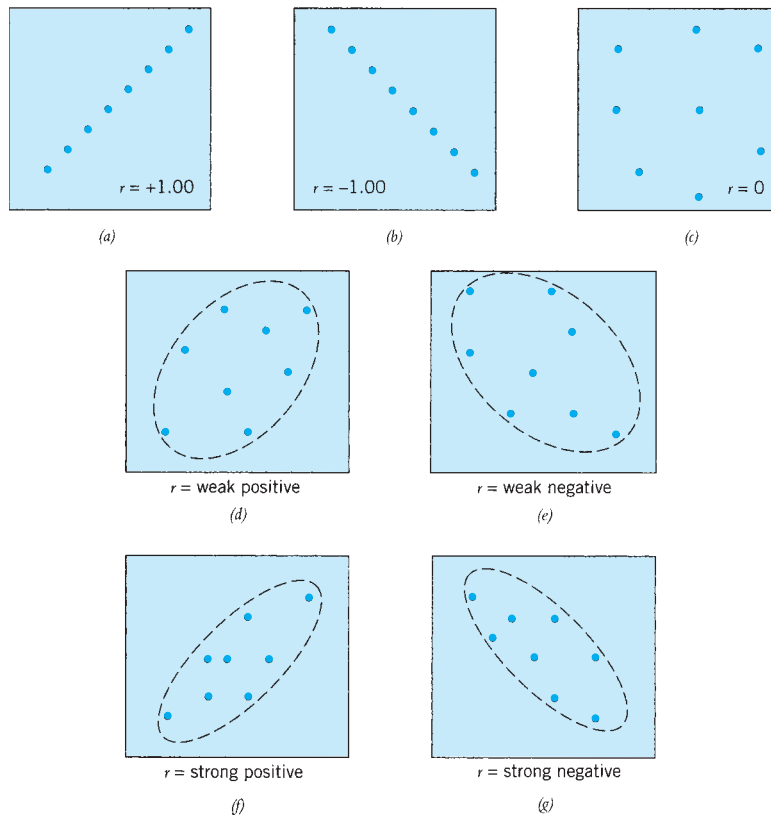 r = +1.00
r = −1.00
r = 0
(a)
(b)
(c)
r = weak positive
r = weak negative
(d)
(e)
r = strong positive
r = strong negative
(f)
(g)